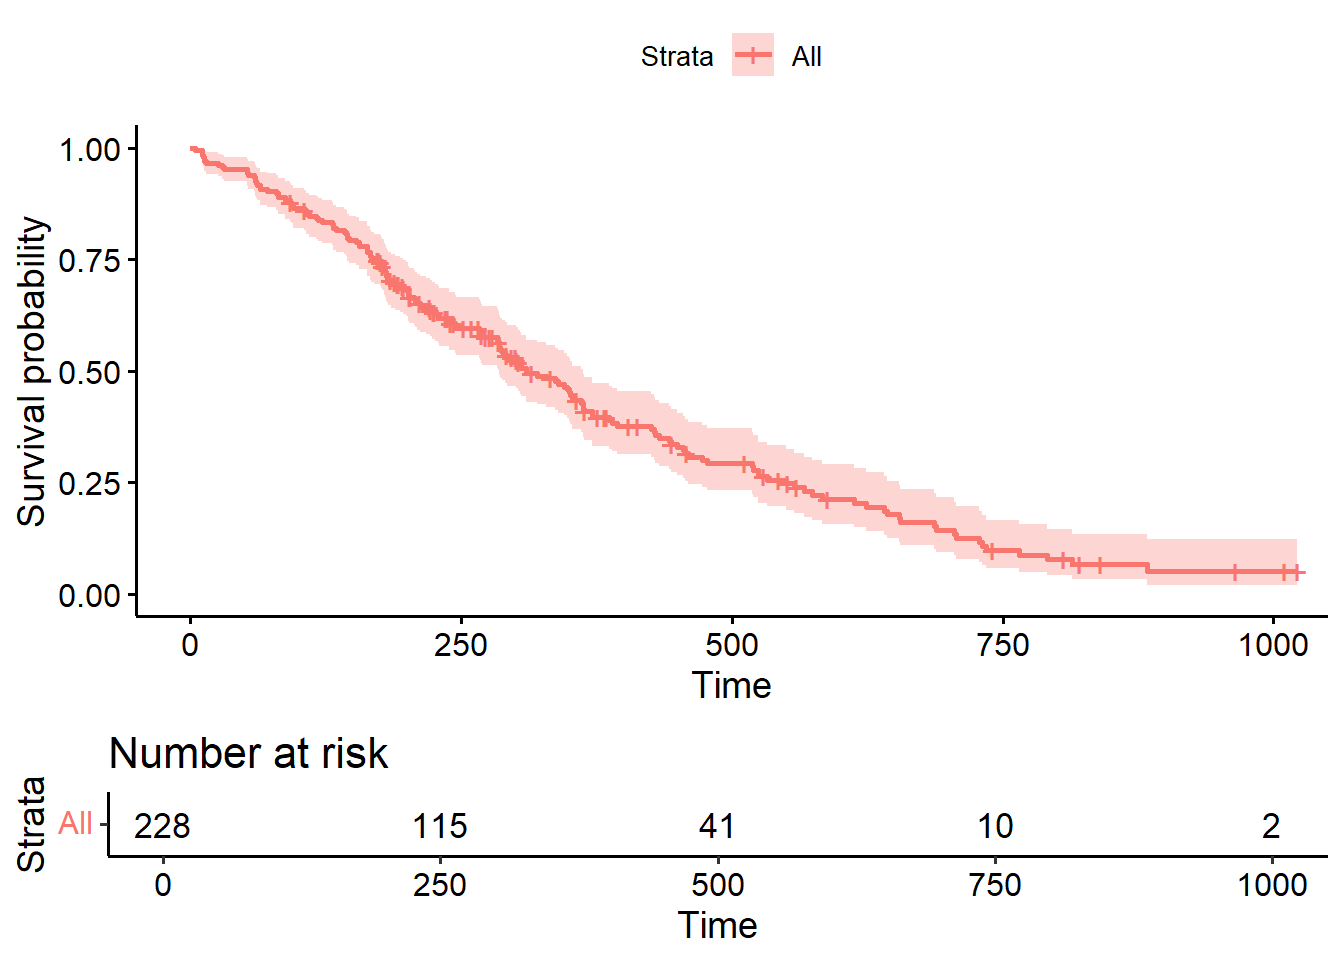 Strata All
1.00
0.75
0.50
0.25
0.00
Survival probability
0 250 500 750 1000
Time
Number at risk
Strata
All 228 115 41 10 2
0 250 500 750 1000
Time